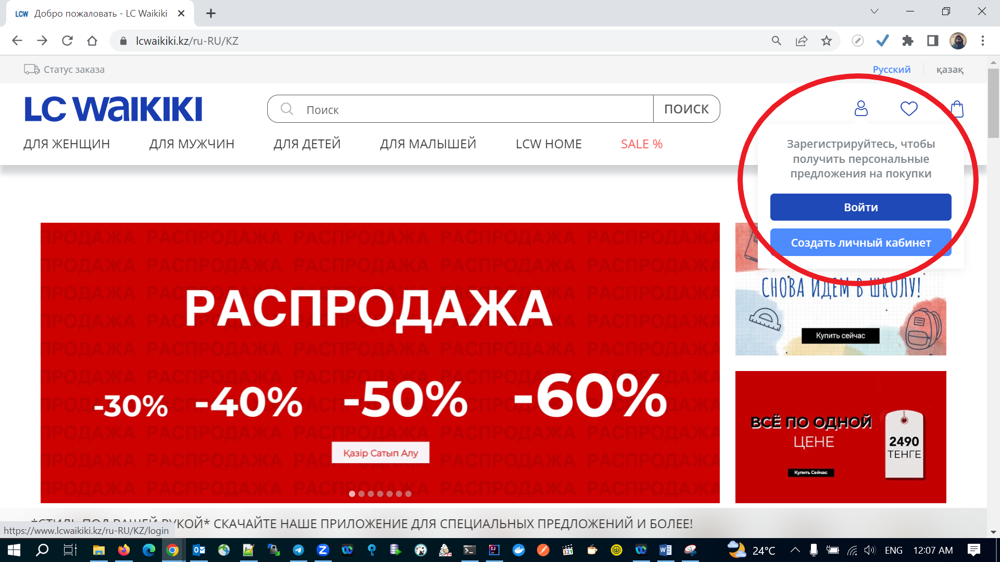 LCW Добро пожаловать - LC Waikiki
lcwaikiki.kz/ru-RU/KZ
Статус заказа
Русский
қазақ
LC WAIKIKI
Поиск
ПОИСК
ДЛЯ ЖЕНЩИН
ДЛЯ МУЖЧИН
ДЛЯ ДЕТЕЙ
ДЛЯ МАЛЫШЕЙ
LCW HOME
SALE %
Зарегистрируйтесь, чтобы
получить персональные
предложения на покупки
Войти
Создать личный кабинет
РАСПРОДАЖА
-30%
-40%
-50%
-60%
Қазір Сатып Алу
СНОВА ИДЕМ В ШКОЛУ!
Купить сейчас
ВСЁ ПО ОДНОЙ
ЦЕНЕ
2490
ТЕНГЕ
Купить Сейчас
*СТИЛЬ ПОД ВАШЕЙ РУКОЙ* СКАЧАЙТЕ НАШЕ ПРИЛОЖЕНИЕ ДЛЯ СПЕЦИАЛЬНЫХ ПРЕДЛОЖЕНИЙ И БОЛЕЕ!
https://www.lcwaikiki.kz/ru-RU/KZ/login
24°C
ENG
12:07 AM